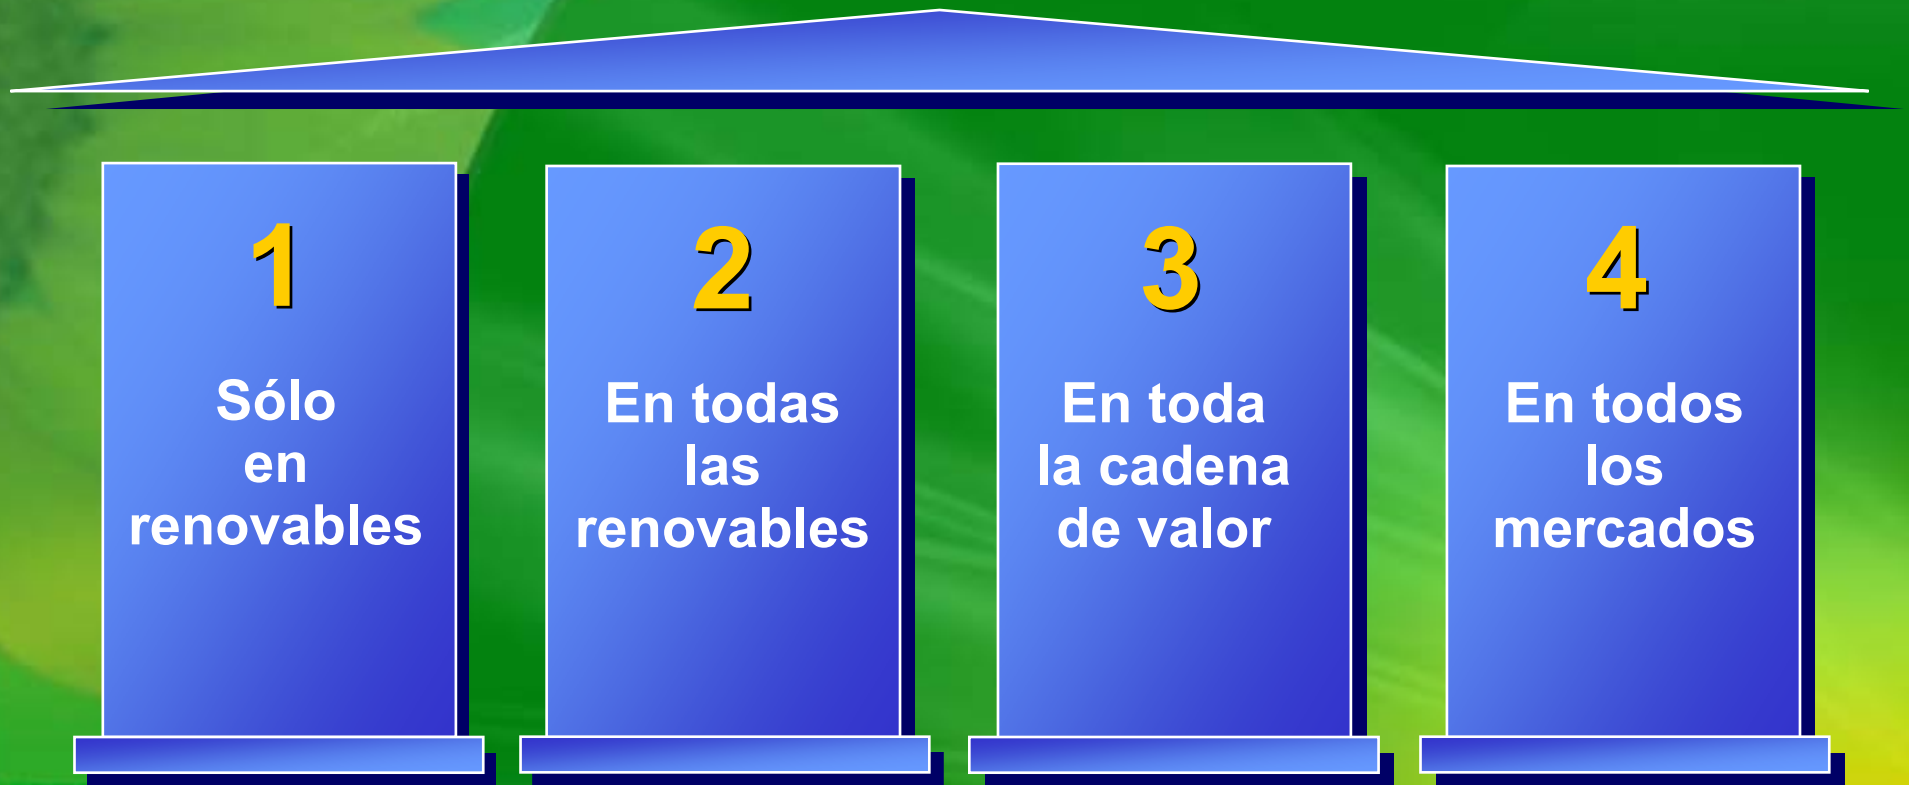 1
Sólo
en
renovables
2
En todas
las
renovables
3
En toda
la cadena
de valor
4
En todos
los
mercados